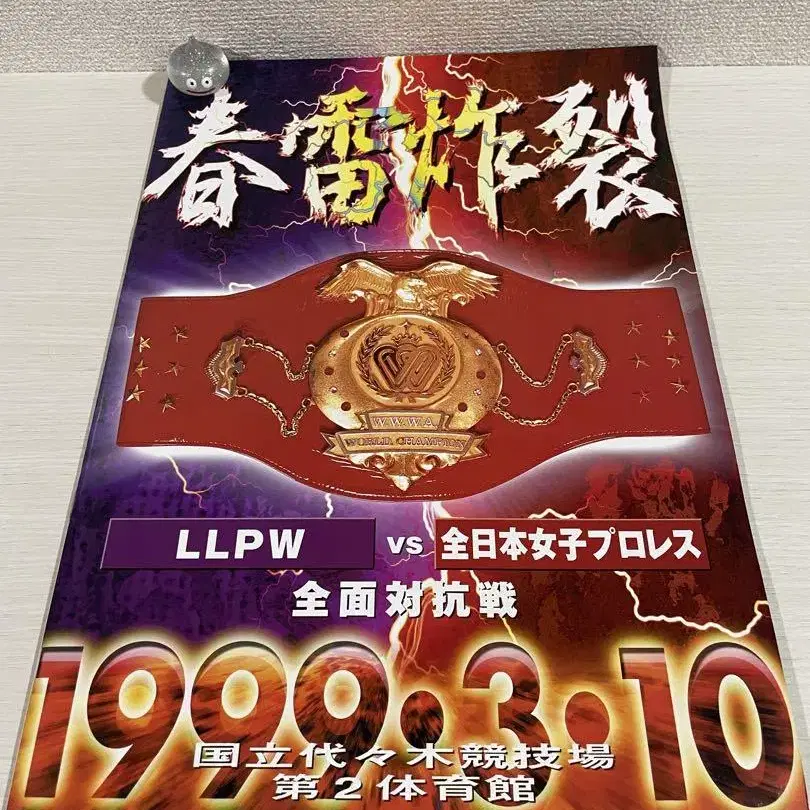 春雷炸裂
W.W.W.A.
WORLD CHAMPION
LLPW vs 全日本女子プロレス
全面対抗戦
1999・3・10
国立代々木競技場
第2体育館